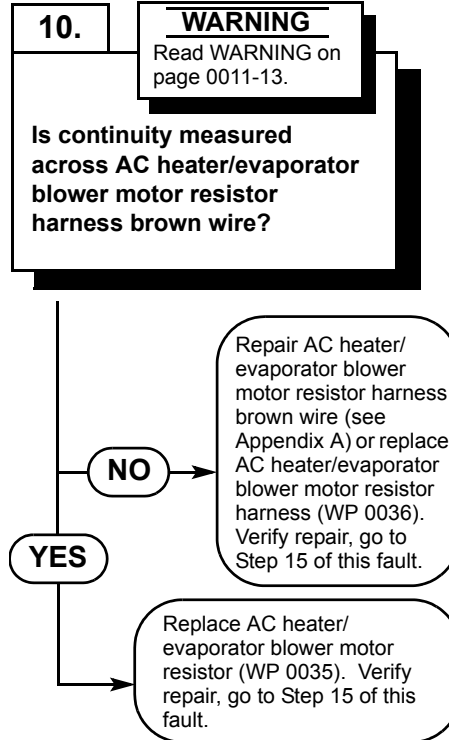 10.
WARNING
Read WARNING on
page 0011-13.
Is continuity measured
across AC heater/evaporator
blower motor resistor
harness brown wire?
Repair AC heater/
evaporator blower
motor resistor harness
brown wire (see
Appendix A) or replace
AC heater/evaporator
blower motor resistor
harness (WP 0036).
Verify repair, go to
Step 15 of this fault.
NO
YES
Replace AC heater/
evaporator blower motor
resistor (WP 0035).  Verify
repair, go to Step 15 of this
fault.